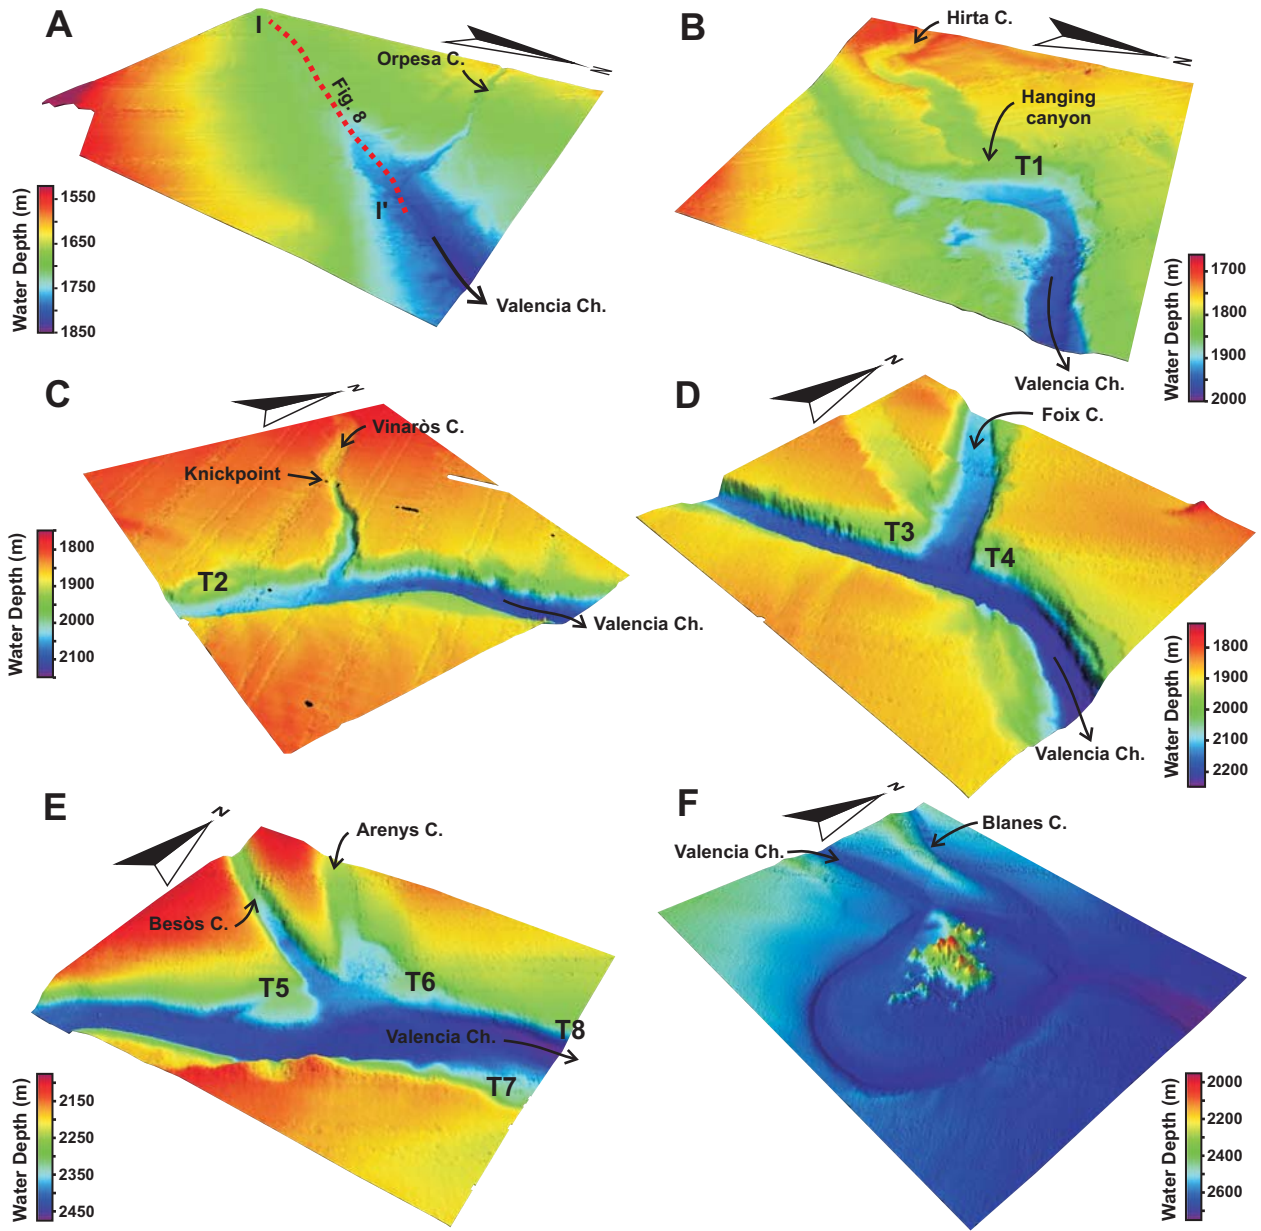 A
I
Fig. 8
I'
Orpesa C.
N
Valencia Ch.
Water Depth (m)
1550
1650
1750
1850
B
Hirta C.
N
Hanging
canyon
T1
Valencia Ch.
Water Depth (m)
1700
1800
1900
2000
C
N
Vinaròs C.
Knickpoint
T2
Valencia Ch.
Water Depth (m)
1800
1900
2000
2100
D
N
Foix C.
T3
T4
Valencia Ch.
Water Depth (m)
1800
1900
2000
2100
2200
E
N
Arenys C.
Besòs C.
T5
T6
Valencia Ch.
T8
T7
Water Depth (m)
2150
2250
2350
2450
F
N
Blanes C.
Valencia Ch.
Water Depth (m)
2000
2200
2400
2600